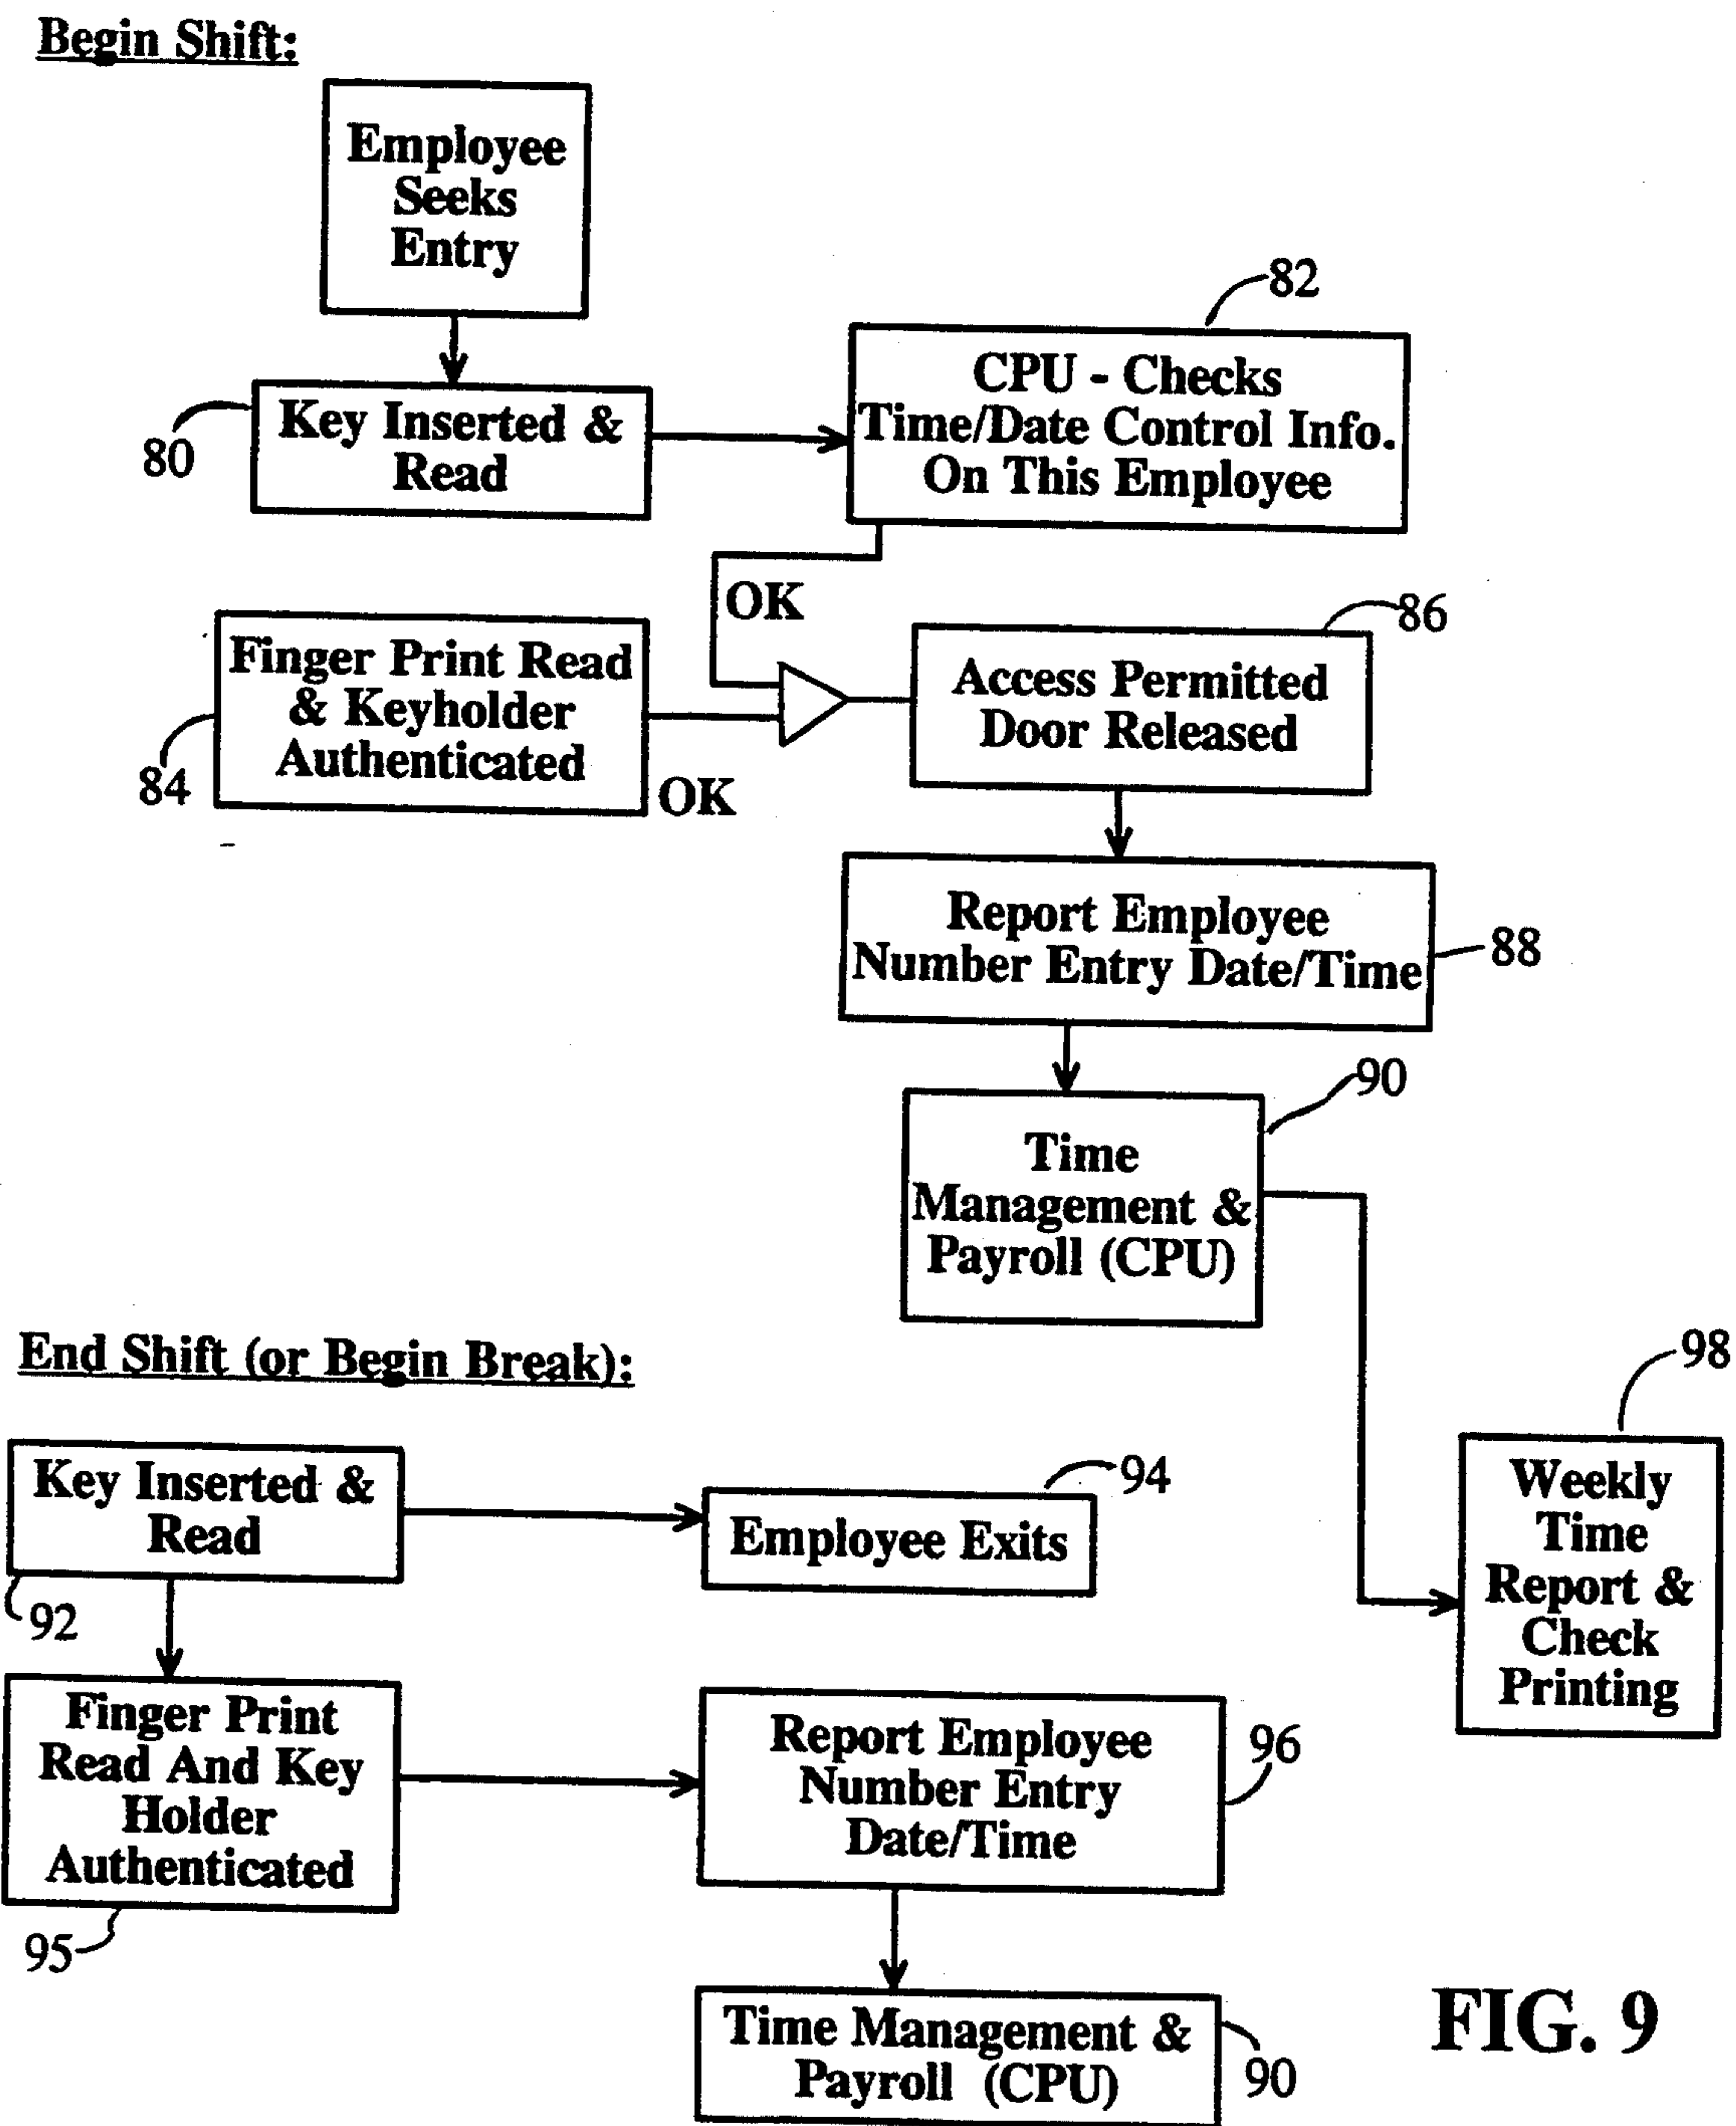 Begin Shift:
Employee
Seeks
Entry
80
Key Inserted &
Read
82
CPU - Checks
Time/Date Control Info.
On This Employee
OK
84
Finger Print Read
& Keyholder
Authenticated
OK
86
Access Permitted
Door Released
Report Employee
Number Entry Date/Time
88
90
Time
Management &
Payroll (CPU)
End Shift (or Begin Break):
Key Inserted &
Read
92
94
Employee Exits
98
Weekly
Time
Report &
Check
Printing
Finger Print
Read And Key
Holder
Authenticated
95
Report Employee
Number Entry
Date/Time
96
Time Management &
Payroll (CPU)
90
FIG. 9